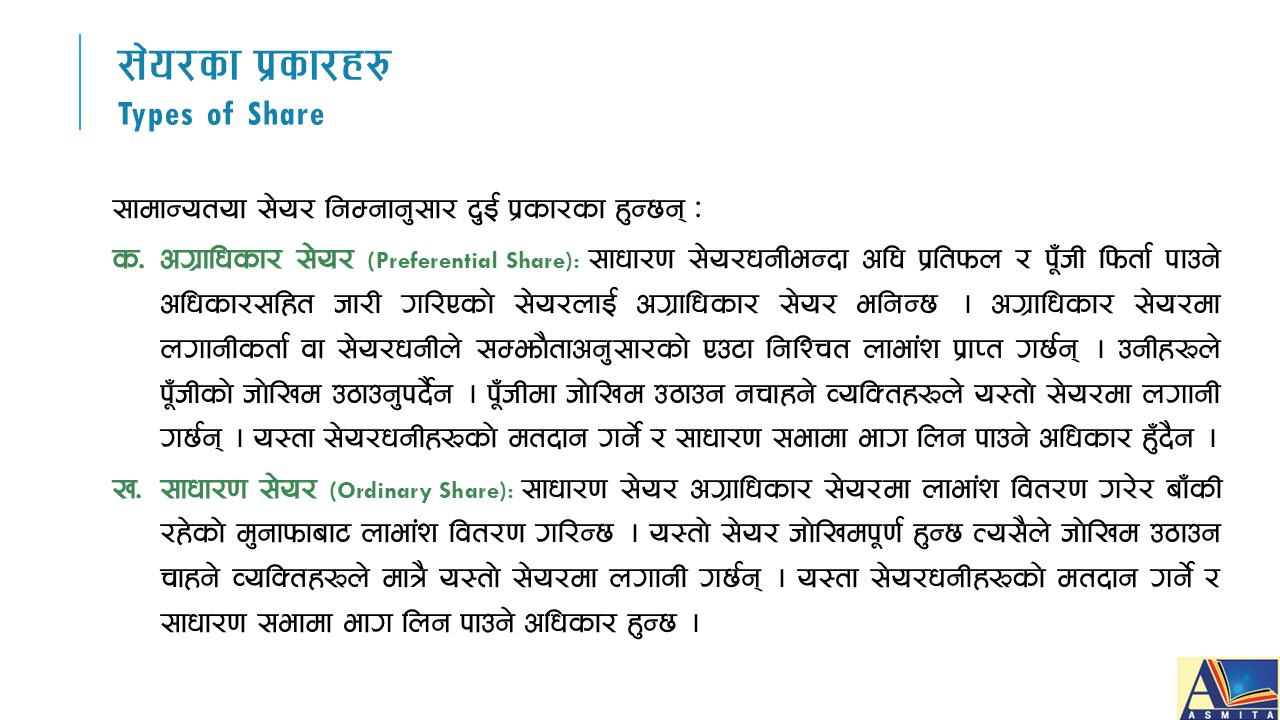 सेयरका प्रकारहरु
Types of Share
सामान्यतया सेयर निम्नानुसार दुई प्रकारका हुन्छन् :
क. अग्राधिकार सेयर (Preferential Share): साधारण सेयरधनीभन्दा अघि प्रतिफल र पूँजी फिर्ता पाउने
अधिकारसहित जारी गरिएको सेयरलाई अग्राधिकार सेयर भनिन्छ । अग्राधिकार सेयरमा
लगानीकर्ता वा सेयरधनीले सम्झौताअनुसारको एउटा निश्चित लाभांश प्राप्त गर्छन् । उनीहरूले
पूँजीको जोखिम उठाउनुपर्दैन । पूँजीमा जोखिम उठाउन नचाहने व्यक्तिहरूले यस्तो सेयरमा लगानी
गर्छन् । यस्ता सेयरधनीहरूको मतदान गर्ने र साधारण सभामा भाग लिन पाउने अधिकार हुँदैन ।
ख. साधारण सेयर (Ordinary Share): साधारण सेयर अग्राधिकार सेयरमा लाभांश वितरण गरेर बाँकी
रहेको मुनाफाबाट लाभांश वितरण गरिन्छ । यस्तो सेयर जोखिमपूर्ण हुन्छ त्यसैले जोखिम उठाउन
चाहने व्यक्तिहरूले मात्रै यस्तो सेयरमा लगानी गर्छन् । यस्ता सेयरधनीहरूको मतदान गर्ने र
साधारण सभामा भाग लिन पाउने अधिकार हुन्छ ।
ASMITA